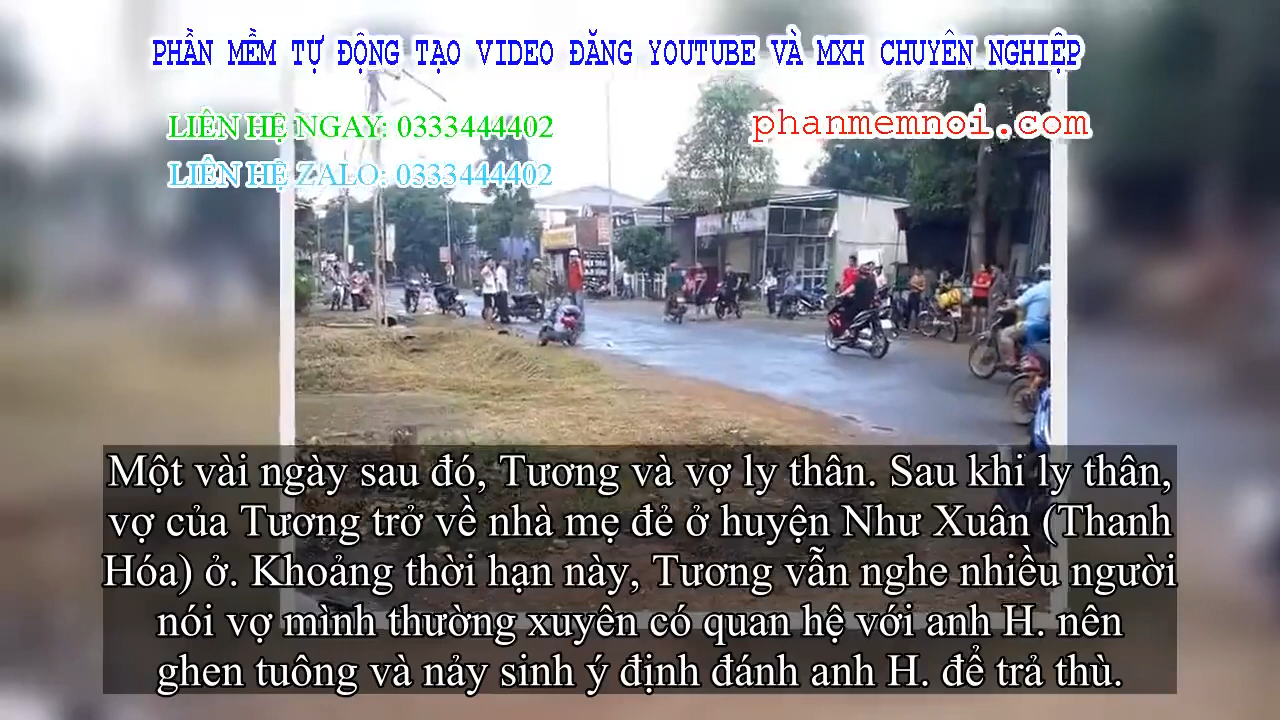 PHẦN MỀM TỰ ĐỘNG TẠO VIDEO ĐĂNG YOUTUBE VÀ MXH CHUYÊN NGHIỆP
LIÊN HỆ NGAY: 0333444402
phanmemnoi.com
LIÊN HỆ ZALO: 0333444402
Một vài ngày sau đó, Tương và vợ ly thân. Sau khi ly thân,
vợ của Tương trở về nhà mẹ đẻ ở huyện Như Xuân (Thanh
Hóa) ở. Khoảng thời hạn này, Tương vẫn nghe nhiều người
nói vợ mình thường xuyên có quan hệ với anh H. nên
ghen tuông và nảy sinh ý định đánh anh H. để trả thù.